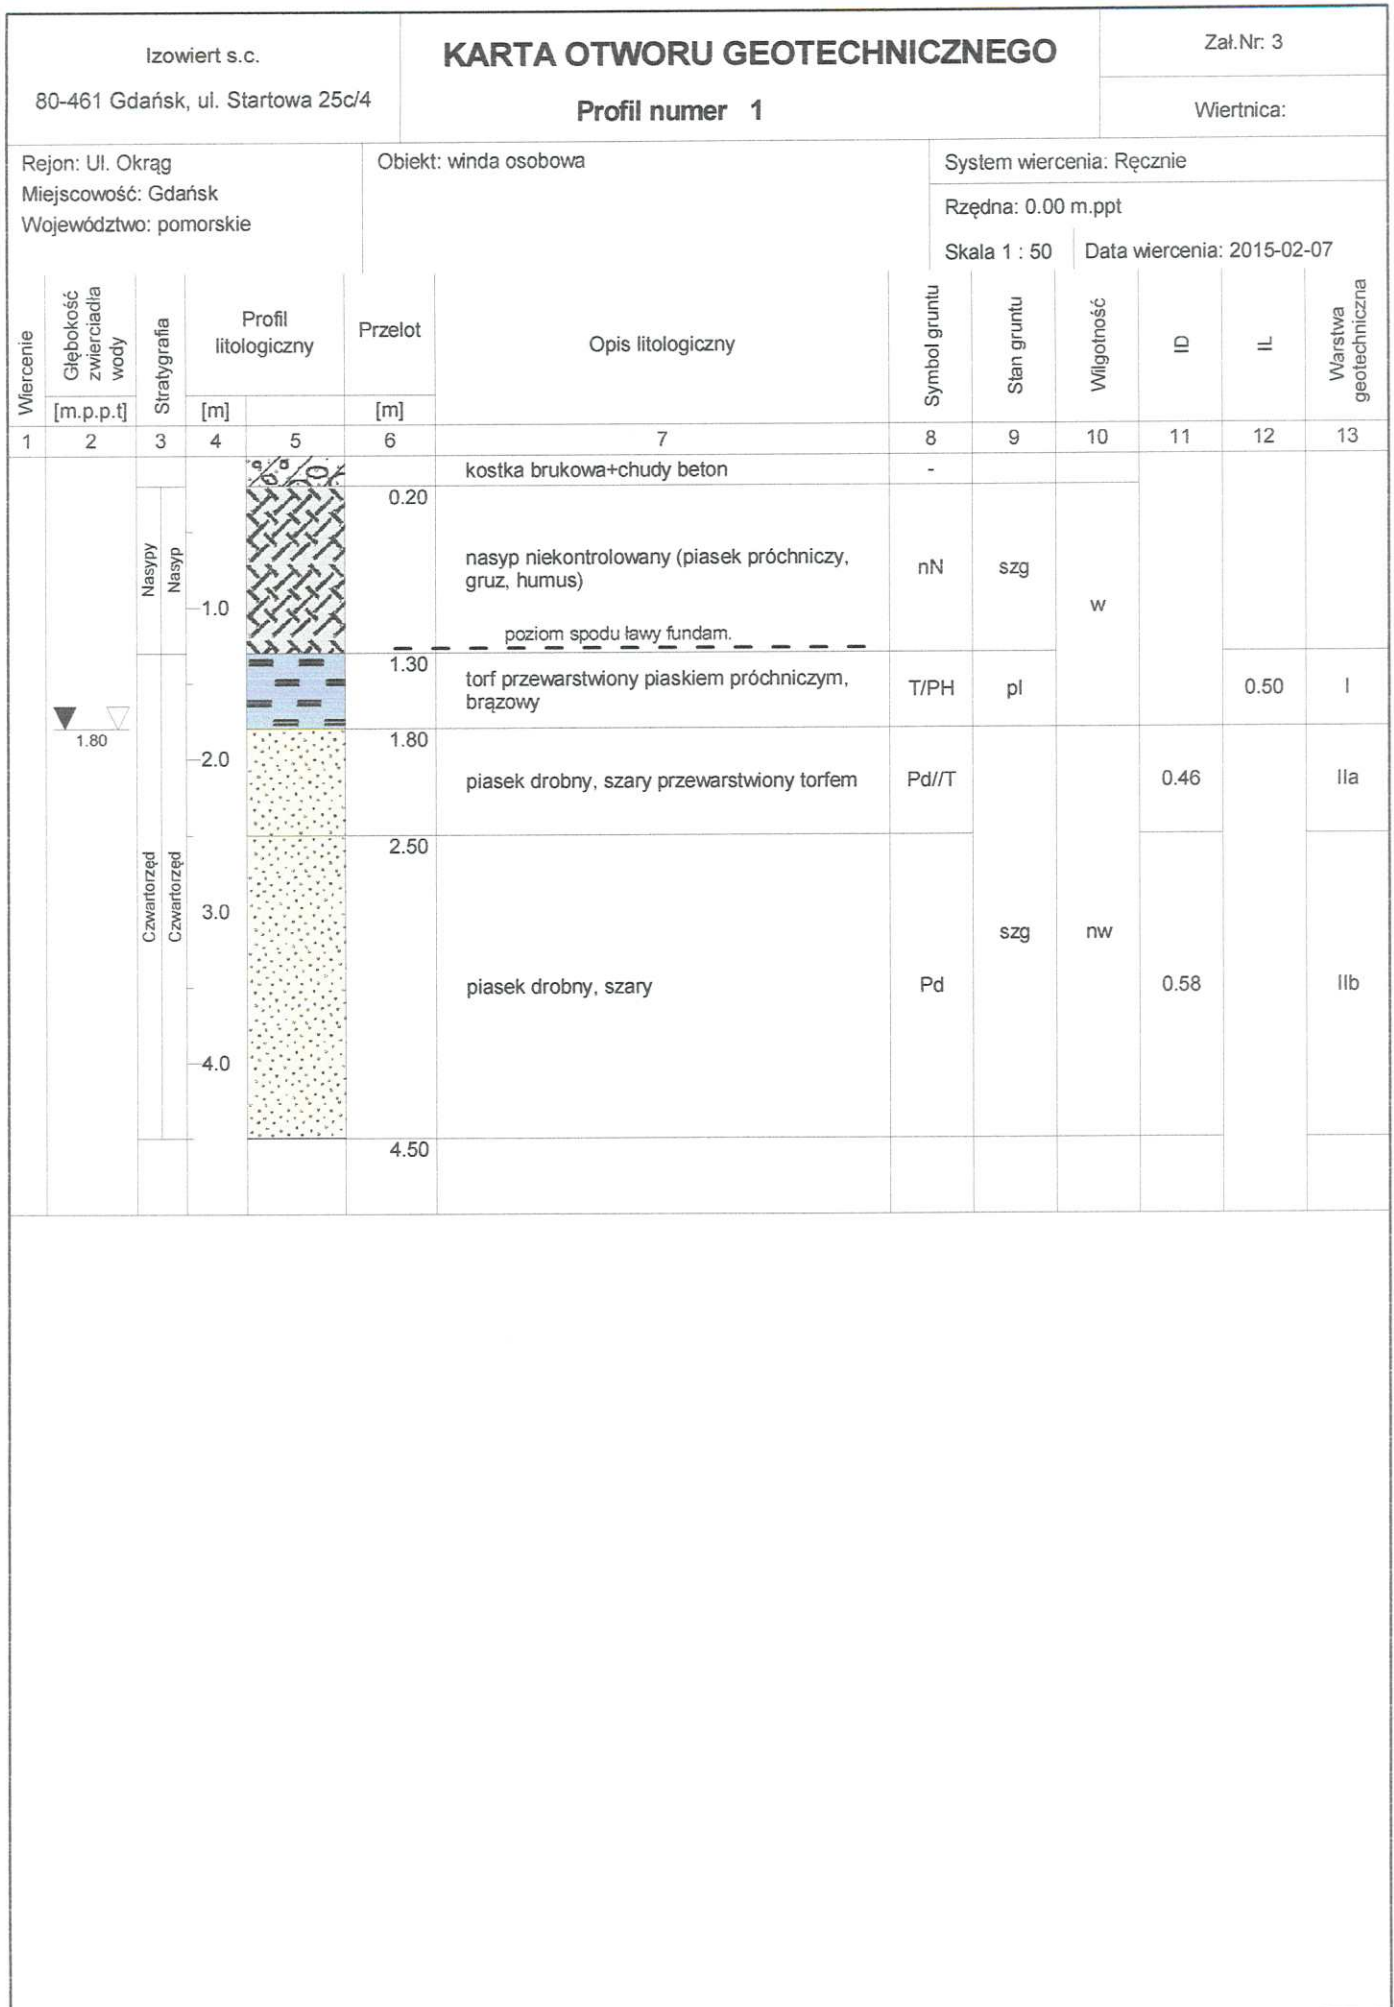 Izowiert s.c.
80-461 Gdańsk, ul. Startowa 25c/4
KARTA OTWORU GEOTECHNICZNEGO
Profil numer 1
Zał.Nr: 3
Wiertnica:
Rejon: Ul. Okrąg
Miejscowość: Gdańsk
Województwo: pomorskie
Obiekt: winda osobowa
System wiercenia: Ręcznie
Rzędna: 0.00 m.ppt
Skala 1 : 50
Data wiercenia: 2015-02-07
Wiercenie
Głębokość
zwierciadła
wody
[m.p.p.t]
Stratygrafia
Profil
litologiczny
[m]
Przelot
[m]
Opis litologiczny
Symbol gruntu
Stan gruntu
Wilgotność
ID
IL
Warstwa
geotechniczna
1 2 3 4 5 6 7 8 9 10 11 12 13
kostka brukowa+chudy beton -
0.20
Nasypy
Nasyp
nasyp niekontrolowany (piasek próchniczy,
gruz, humus)
nN szg
1.0
w
poziom spodu ławy fundam.
1.30
torf przewarstwiony piaskiem próchniczym,
brązowy
T/PH pl 0.50 I
1.80
1.80
2.0
piasek drobny, szary przewarstwiony torfem Pd//T 0.46 IIa
2.50
Czwartorzęd
Czwartorzęd
3.0
szg nw
piasek drobny, szary Pd 0.58 IIb
4.0
4.50